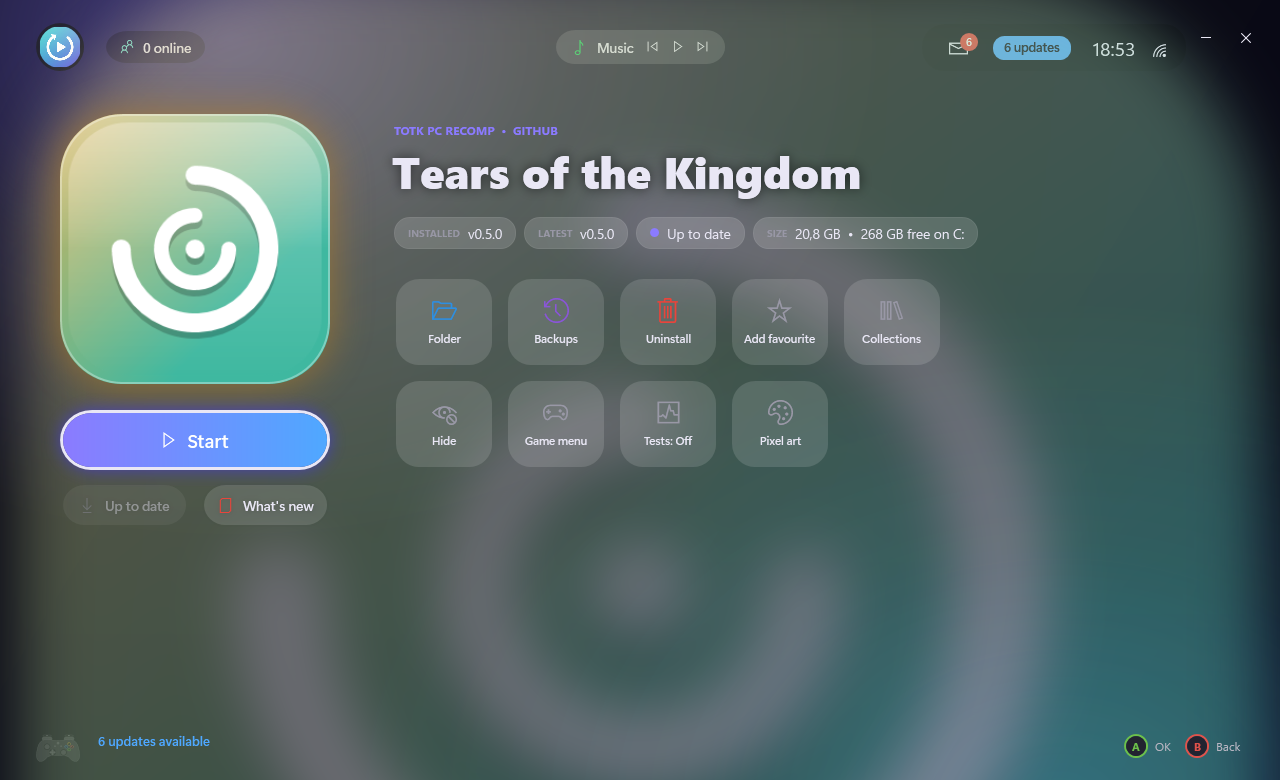 0 online
Music
6
6 updates
18:53
TOTK PC RECOMP • GITHUB
Tears of the Kingdom
INSTALLED v0.5.0
LATEST v0.5.0
Up to date
SIZE 20,8 GB • 268 GB free on C:
Folder
Backups
Uninstall
Add favourite
Collections
Start
Hide
Game menu
Tests: Off
Pixel art
Up to date
What's new
6 updates available
A OK
B Back